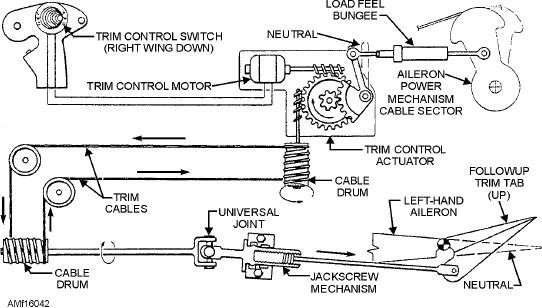 LOAD FEEL
BUNGEE
NEUTRAL
TRIM CONTROL SWITCH
(RIGHT WING DOWN)
TRIM CONTROL MOTOR
AILERON
POWER
MECHANISM
CABLE SECTOR
TRIM CONTROL
ACTUATOR
CABLE
DRUM
TRIM
CABLES
FOLLOWUP
TRIM TAB
(UP)
LEFT-HAND
AILERON
UNIVERSAL
JOINT
CABLE
DRUM
JACKSCREW
MECHANISM
NEUTRAL
AMf16042